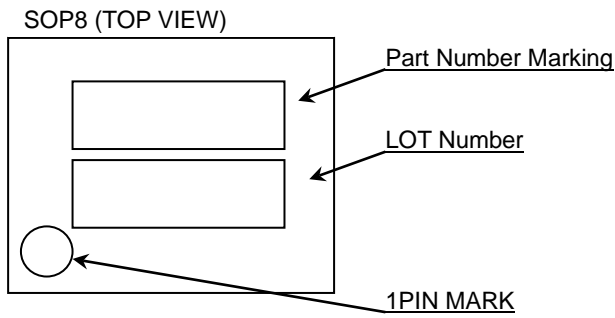 SOP8 (TOP VIEW)
Part Number Marking
LOT Number
1PIN MARK